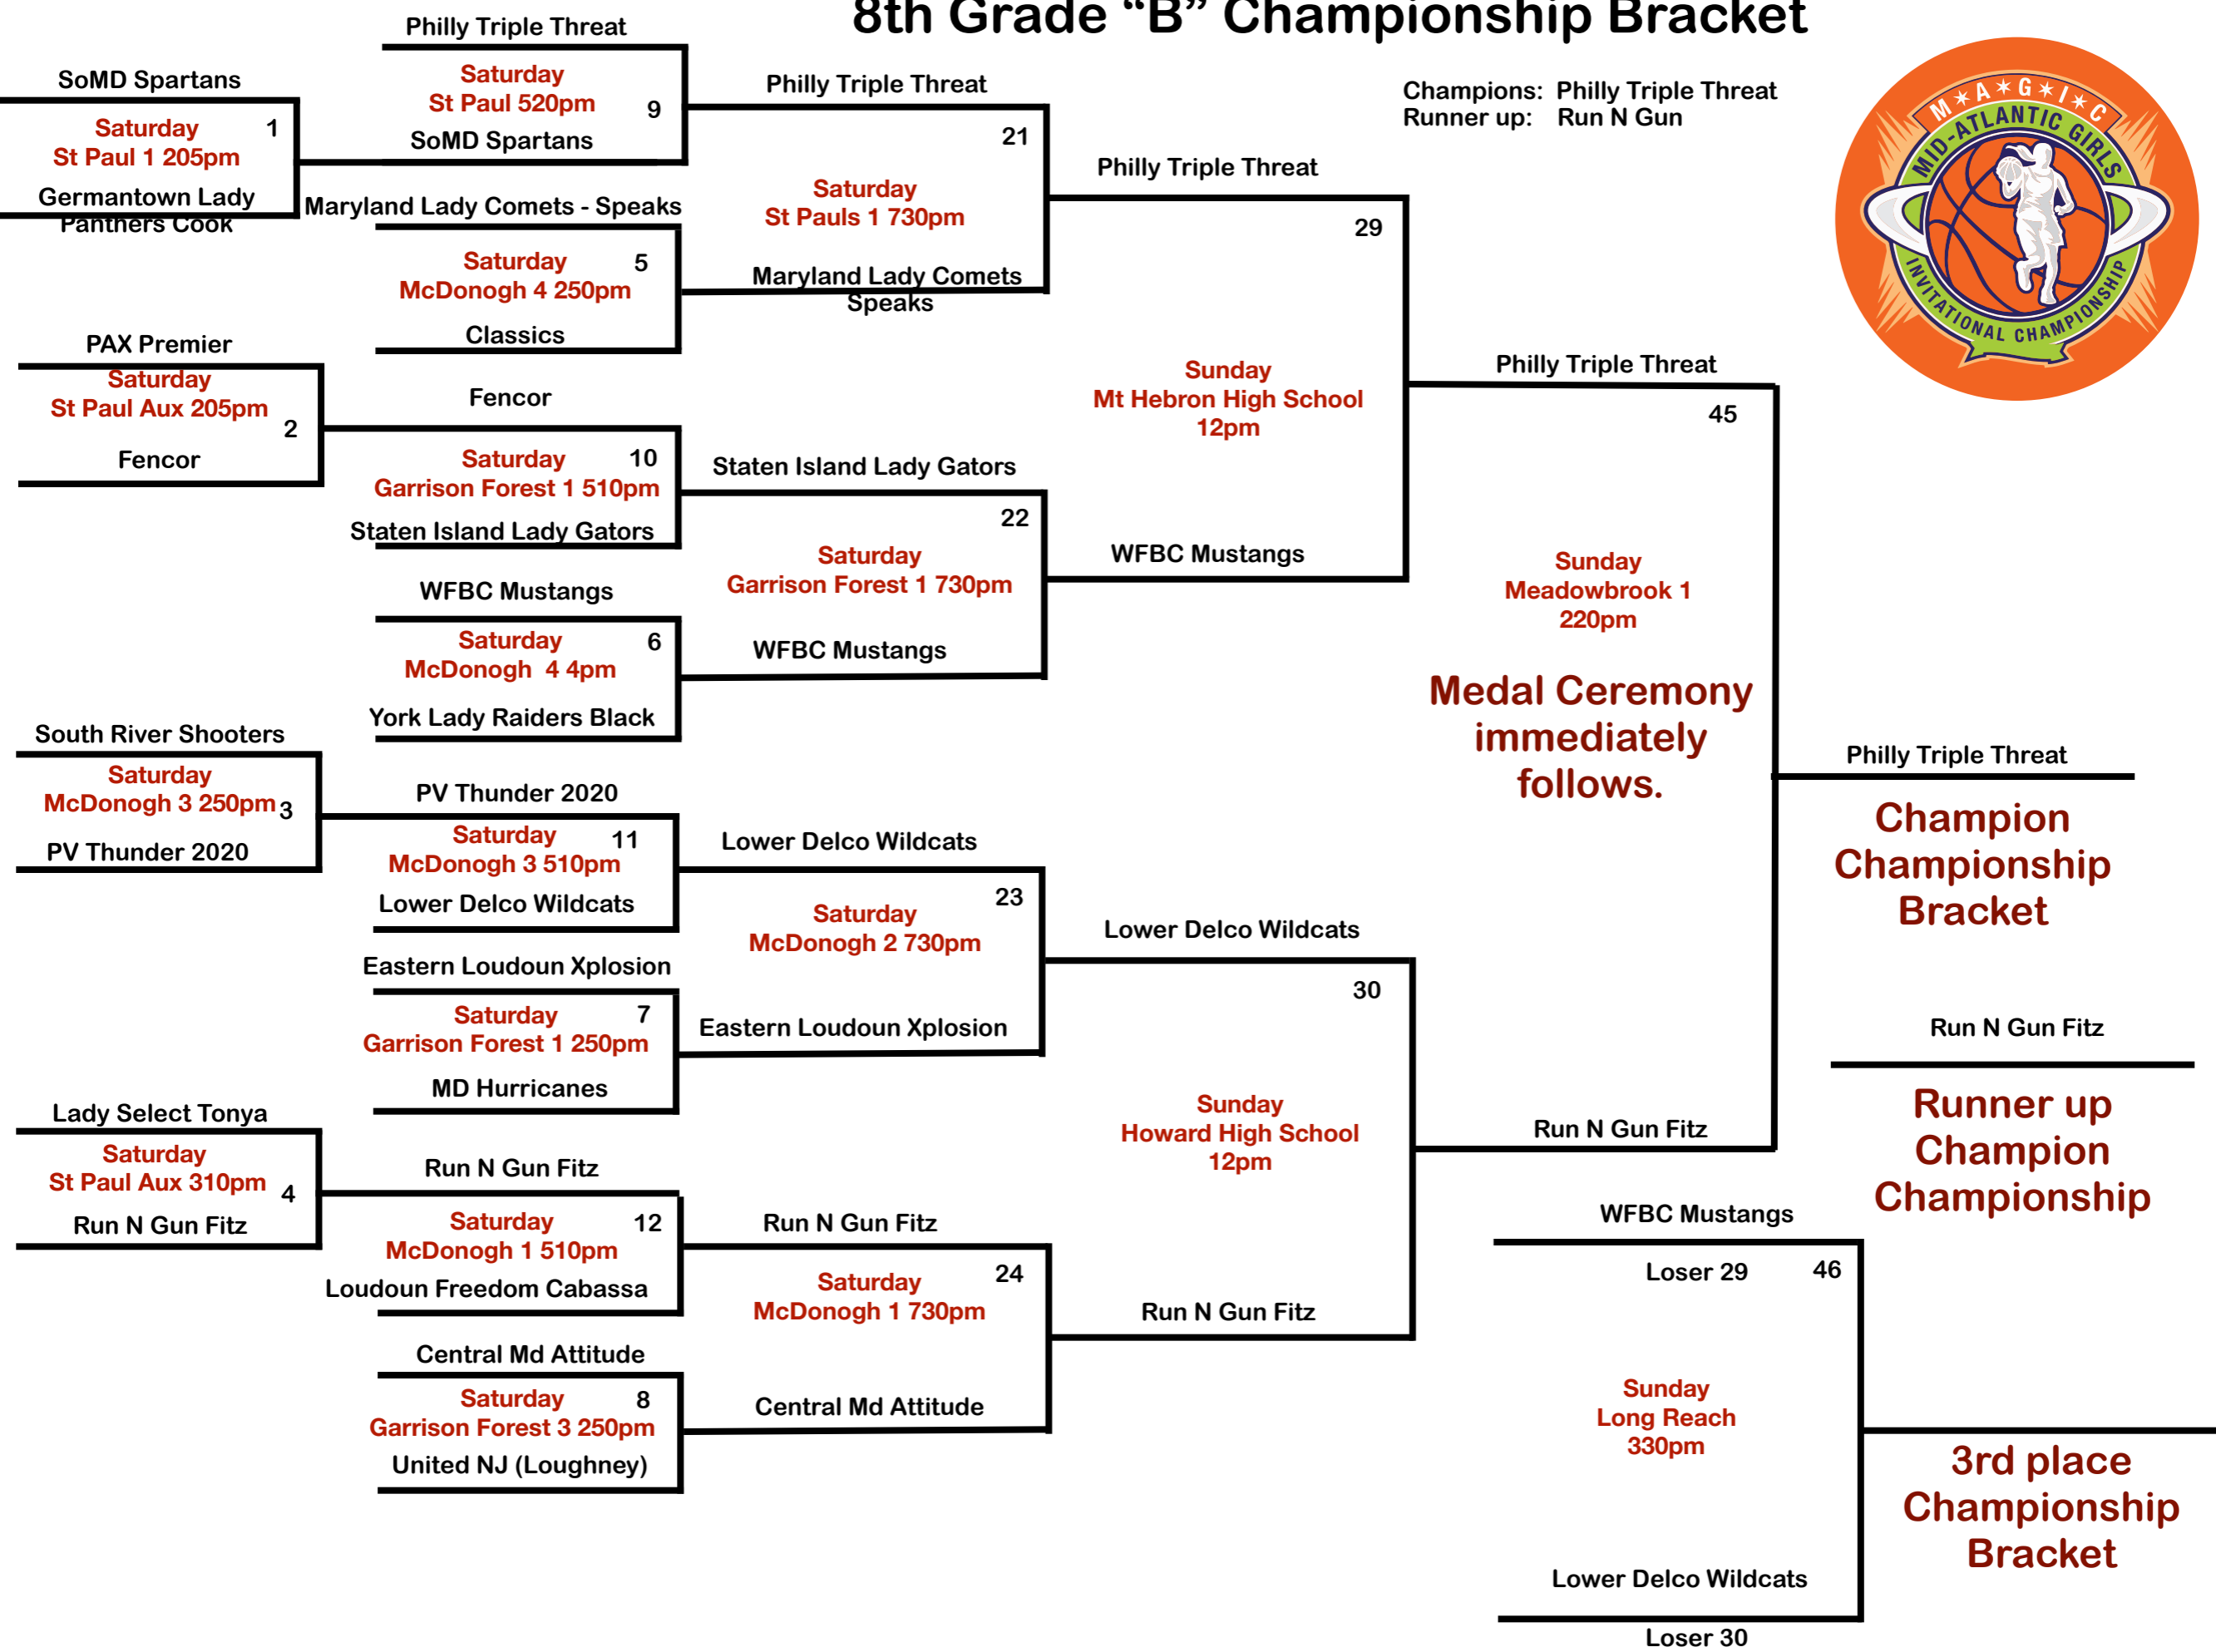 8th Grade “B” Championship Bracket
Champions: Philly Triple Threat
Runner up: Run N Gun
M★A★G★I★C
MID-ATLANTIC GIRLS
INVITATIONAL CHAMPIONSHIP
SoMD Spartans
Saturday
St Paul 1 205pm
1
Germantown Lady
Panthers Cook
PAX Premier
Saturday
St Paul Aux 205pm
2
Fencor
South River Shooters
Saturday
McDonogh 3 250pm
3
PV Thunder 2020
Lady Select Tonya
Saturday
St Paul Aux 310pm
4
Run N Gun Fitz
Philly Triple Threat
Saturday
St Paul 520pm
9
SoMD Spartans
Maryland Lady Comets - Speaks
Saturday
McDonogh 4 250pm
5
Classics
Fencor
Saturday
Garrison Forest 1 510pm
10
Staten Island Lady Gators
WFBC Mustangs
Saturday
McDonogh 4 4pm
6
York Lady Raiders Black
PV Thunder 2020
Saturday
McDonogh 3 510pm
11
Lower Delco Wildcats
Eastern Loudoun Xplosion
Saturday
Garrison Forest 1 250pm
7
MD Hurricanes
Run N Gun Fitz
Saturday
McDonogh 1 510pm
12
Loudoun Freedom Cabassa
Central Md Attitude
Saturday
Garrison Forest 3 250pm
8
United NJ (Loughney)
Philly Triple Threat
21
Saturday
St Pauls 1 730pm
Maryland Lady Comets
Speaks
Staten Island Lady Gators
22
Saturday
Garrison Forest 1 730pm
WFBC Mustangs
Lower Delco Wildcats
23
Saturday
McDonogh 2 730pm
Eastern Loudoun Xplosion
Run N Gun Fitz
24
Saturday
McDonogh 1 730pm
Central Md Attitude
Philly Triple Threat
29
Sunday
Mt Hebron High School
12pm
WFBC Mustangs
Lower Delco Wildcats
30
Sunday
Howard High School
12pm
Run N Gun Fitz
Philly Triple Threat
45
Sunday
Meadowbrook 1
220pm
Medal Ceremony
immediately
follows.
Run N Gun Fitz
Philly Triple Threat
Champion
Championship
Bracket
Run N Gun Fitz
Runner up
Champion
Championship
WFBC Mustangs
Loser 29
46
Sunday
Long Reach
330pm
Lower Delco Wildcats
Loser 30
3rd place
Championship
Bracket